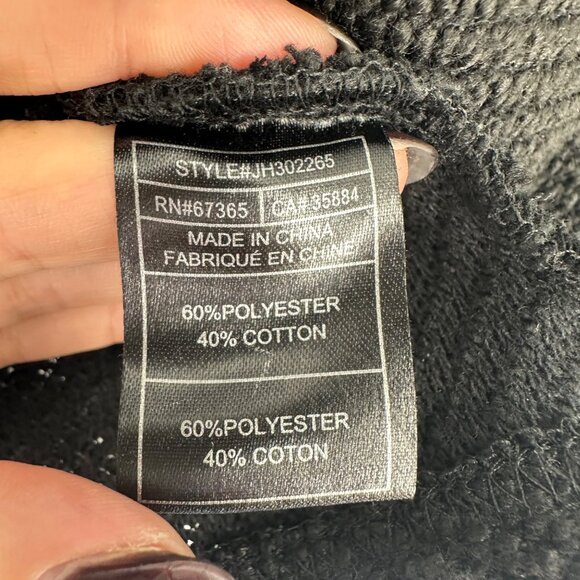 STYLE#JH302265
RN#67365 CA#35884
MADE IN CHINA
FABRIQUÉ EN CHINE
60%POLYESTER
40% COTTON
60%POLYESTER
40% COTON